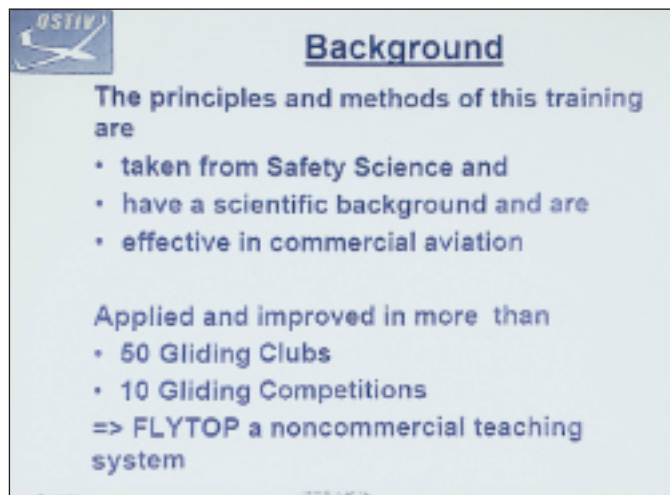 OSTIV
Background
The principles and methods of this training
are
• taken from Safety Science and
• have a scientific background and are
• effective in commercial aviation
Applied and improved in more than
• 50 Gliding Clubs
• 10 Gliding Competitions
=> FLYTOP a noncommercial teaching
system